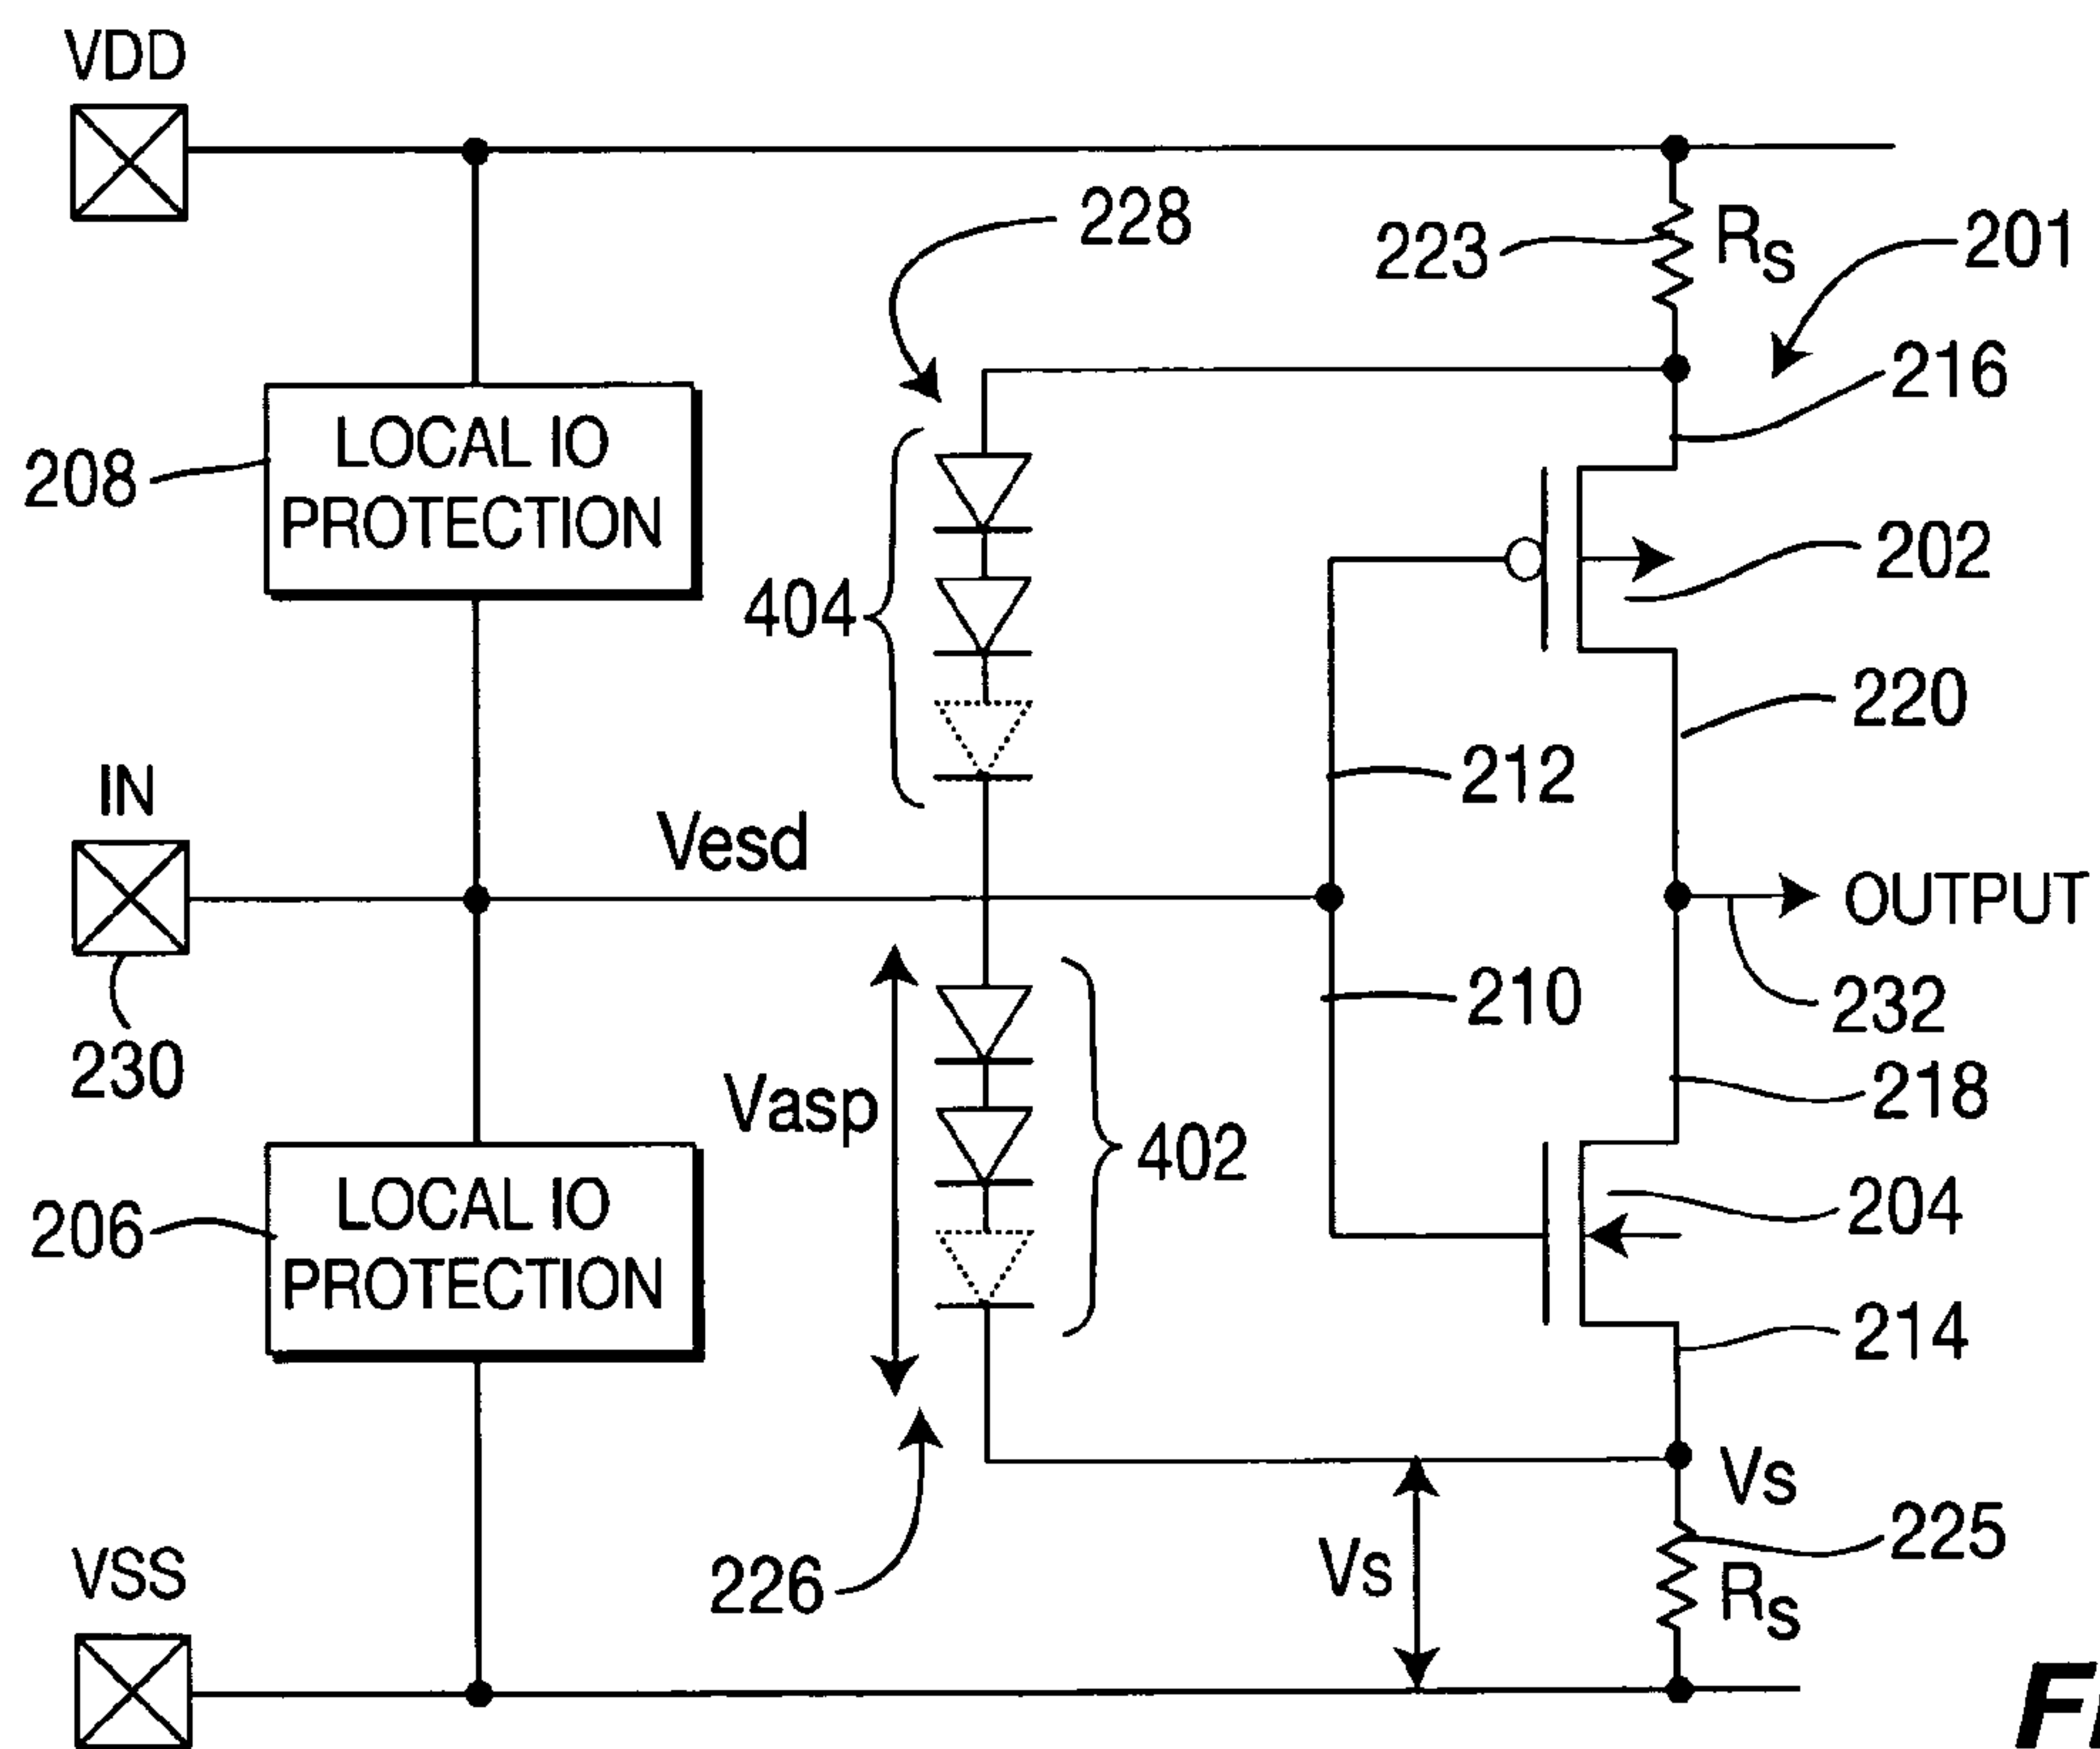 VDD
228
223
RS
201
216
LOCAL IO
PROTECTION
208
202
404
220
IN
212
Vesd
OUTPUT
210
232
230
218
Vasp
402
LOCAL IO
PROTECTION
206
204
214
Vs
225
VSS
226
Vs
RS